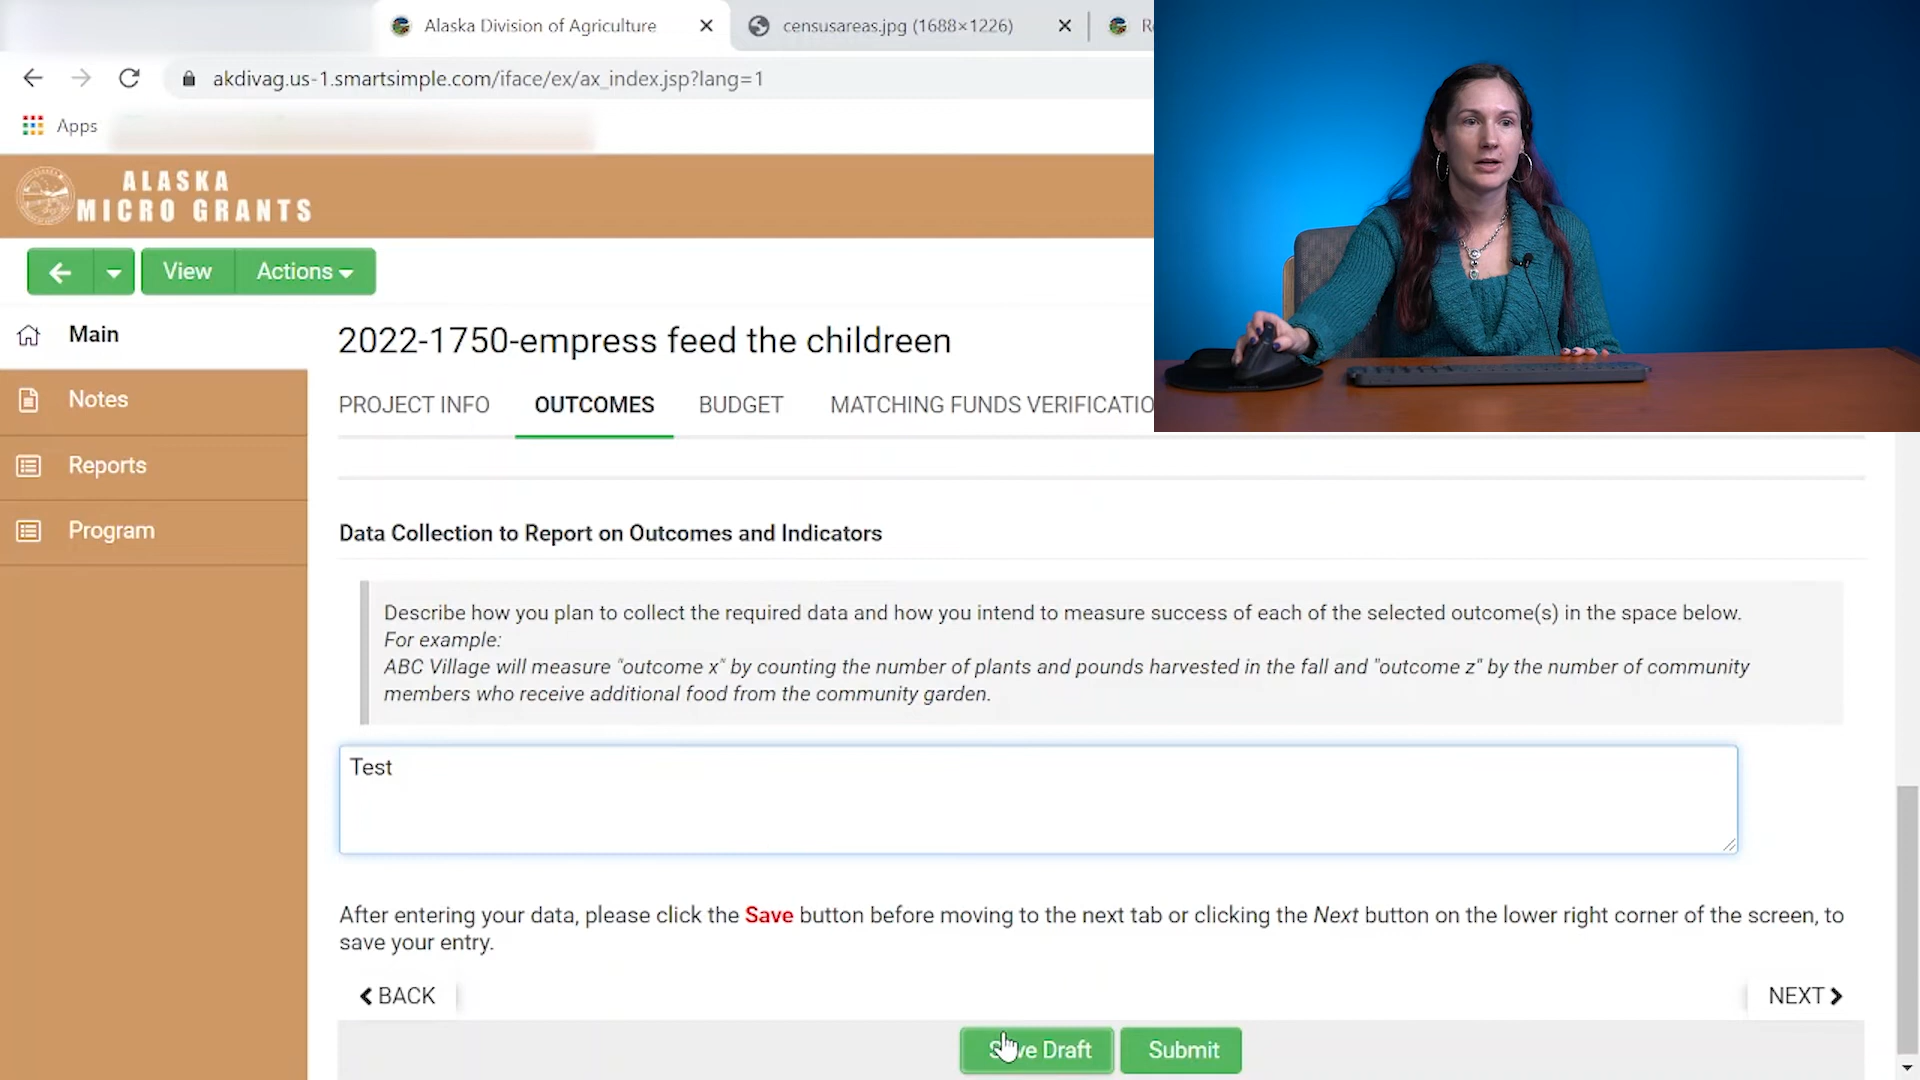 Alaska Division of Agriculture
censusareas.jpg (1688×1226)
akdivag.us-1.smartsimple.com/iface/ex/ax_index.jsp?lang=1
Apps
ALASKA
MICRO GRANTS
View
Actions
Main
Notes
Reports
Program
2022-1750-empress feed the childreen
PROJECT INFO
OUTCOMES
BUDGET
MATCHING FUNDS VERIFICATIO
Data Collection to Report on Outcomes and Indicators
Describe how you plan to collect the required data and how you intend to measure success of each of the selected outcome(s) in the space below.
For example:
ABC Village will measure "outcome x" by counting the number of plants and pounds harvested in the fall and "outcome z" by the number of community
members who receive additional food from the community garden.
Test
After entering your data, please click the Save button before moving to the next tab or clicking the Next button on the lower right corner of the screen, to
save your entry.
BACK
NEXT
Save Draft
Submit